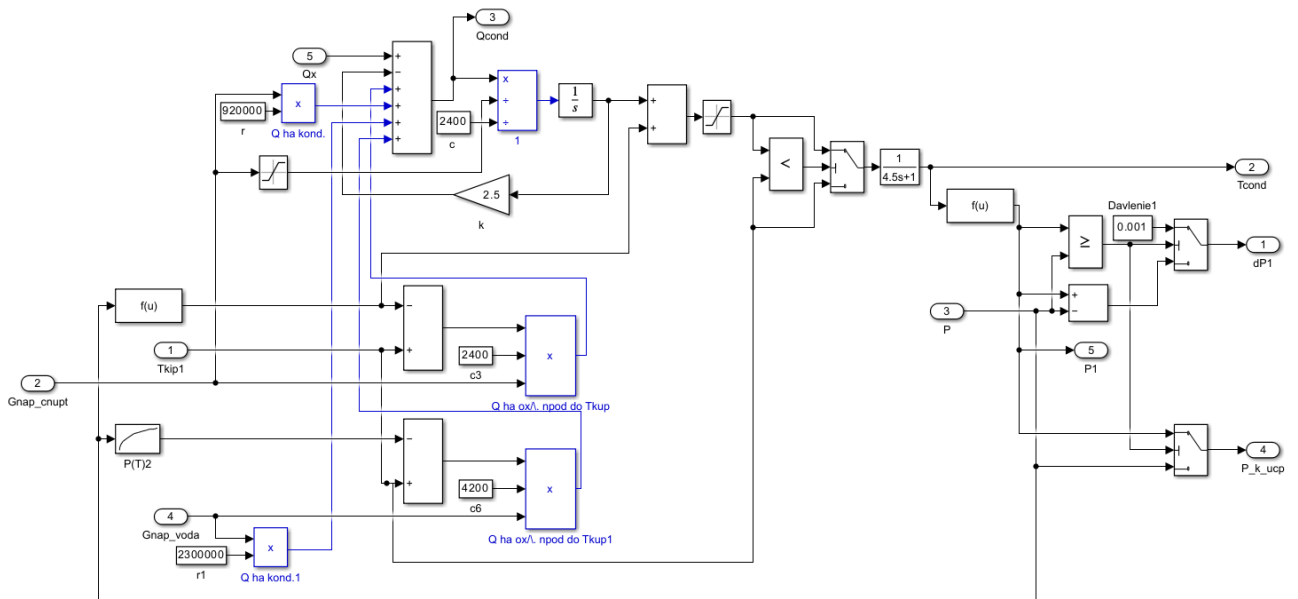 3
Qcond
5
Qx
+
−
+
+
+
+
920000
x
r
Q ha kond.
2400
c
x
÷
÷
1
1
s
+
+
2.5
k
<
1
4.5s+1
2
Tcond
f(u)
Davlenie1
0.001
≥
1
dP1
+
−
3
P
5
P1
4
P_k_ucp
f(u)
−
+
1
Tkip1
2400
c3
x
Q ha ox/\. npod do Tkup
2
Gnap_cnupt
P(T)2
−
+
4200
c6
x
Q ha ox/\. npod do Tkup1
4
Gnap_voda
2300000
r1
x
Q ha kond.1